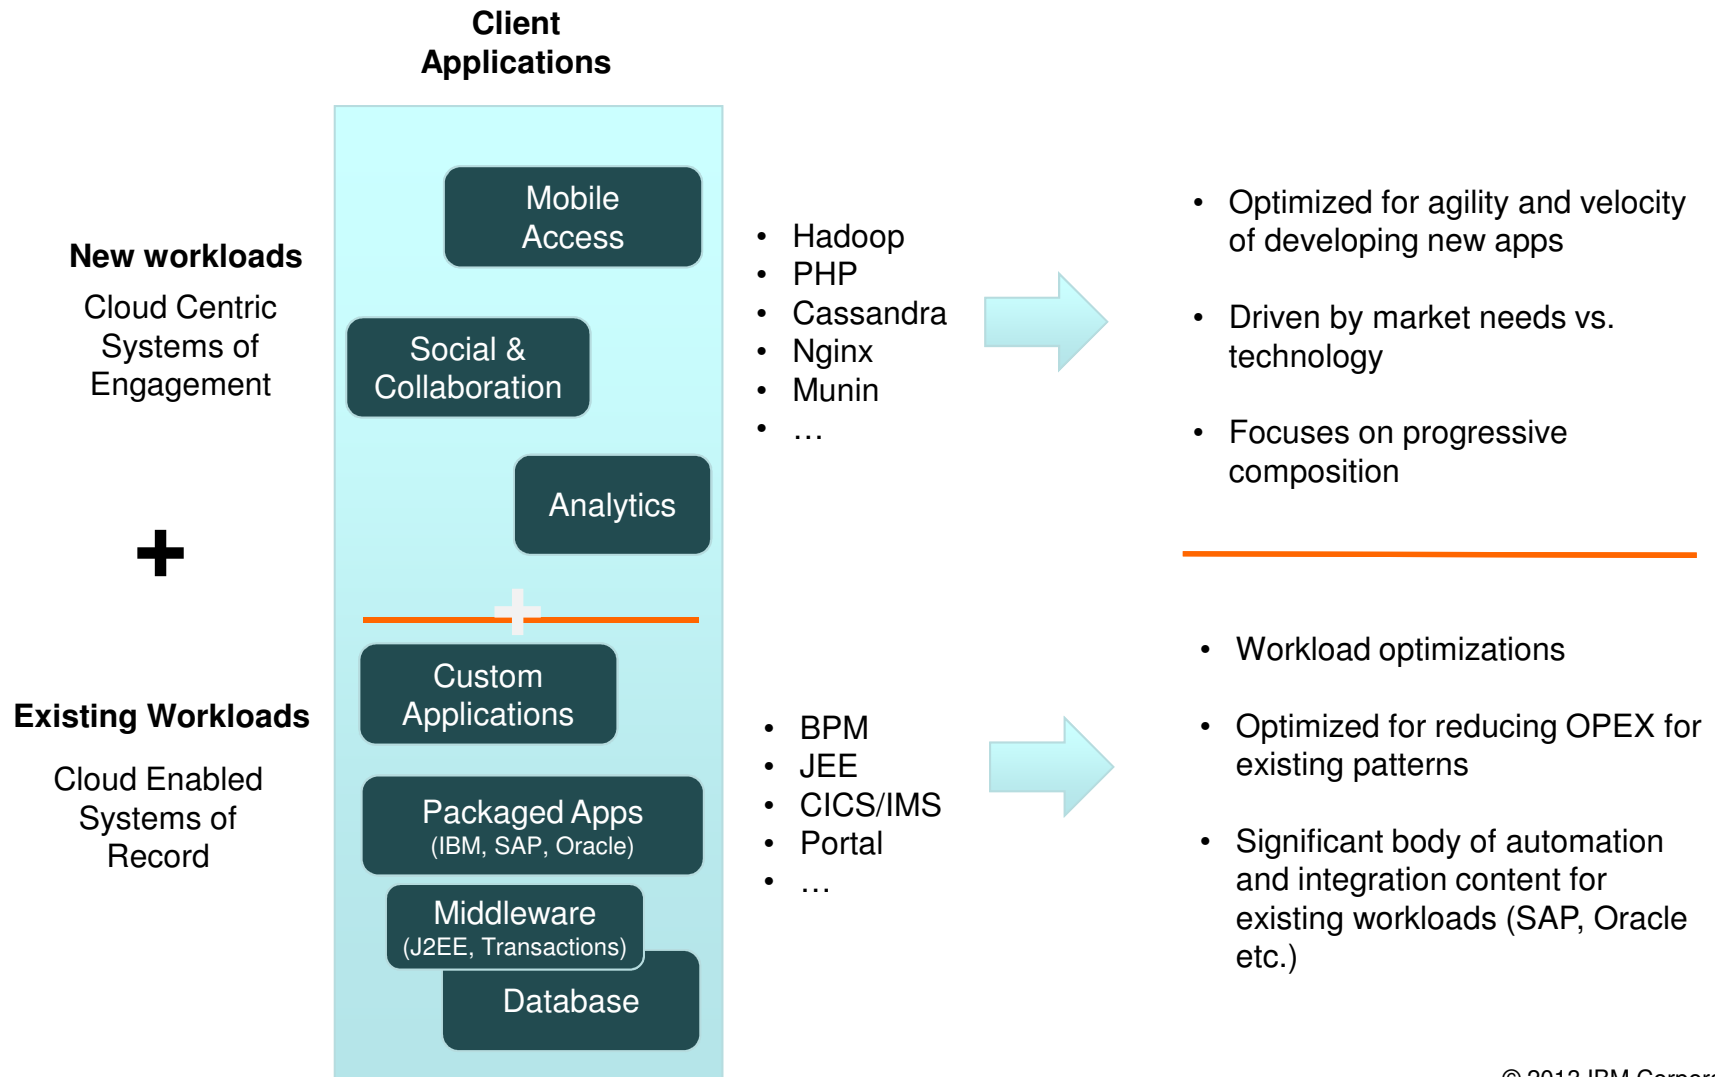 Client
Applications
New workloads
Cloud Centric
Systems of
Engagement
Mobile
Access
Social &
Collaboration
Analytics
• Hadoop
• PHP
• Cassandra
• Nginx
• Munin
• …
• Optimized for agility and velocity
of developing new apps
• Driven by market needs vs.
technology
• Focuses on progressive
composition
+
+
Existing Workloads
Cloud Enabled
Systems of
Record
Custom
Applications
Packaged Apps
(IBM, SAP, Oracle)
Middleware
(J2EE, Transactions)
Database
• BPM
• JEE
• CICS/IMS
• Portal
• …
• Workload optimizations
• Optimized for reducing OPEX for
existing patterns
• Significant body of automation
and integration content for
existing workloads (SAP, Oracle
etc.)
IBM